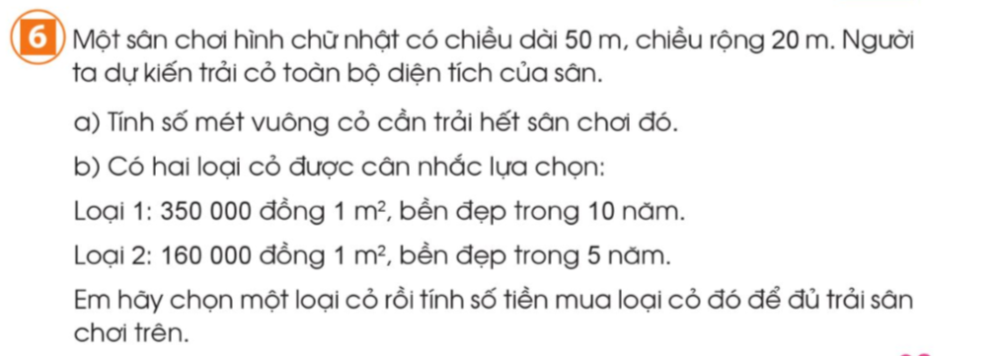 6 Một sân chơi hình chữ nhật có chiều dài 50 m, chiều rộng 20 m. Người
ta dự kiến trải cỏ toàn bộ diện tích của sân.
a) Tính số mét vuông cỏ cần trải hết sân chơi đó.
b) Có hai loại cỏ được cân nhắc lựa chọn:
Loại 1: 350 000 đồng 1 m², bền đẹp trong 10 năm.
Loại 2: 160 000 đồng 1 m², bền đẹp trong 5 năm.
Em hãy chọn một loại cỏ rồi tính số tiền mua loại cỏ đó để đủ trải sân
chơi trên.